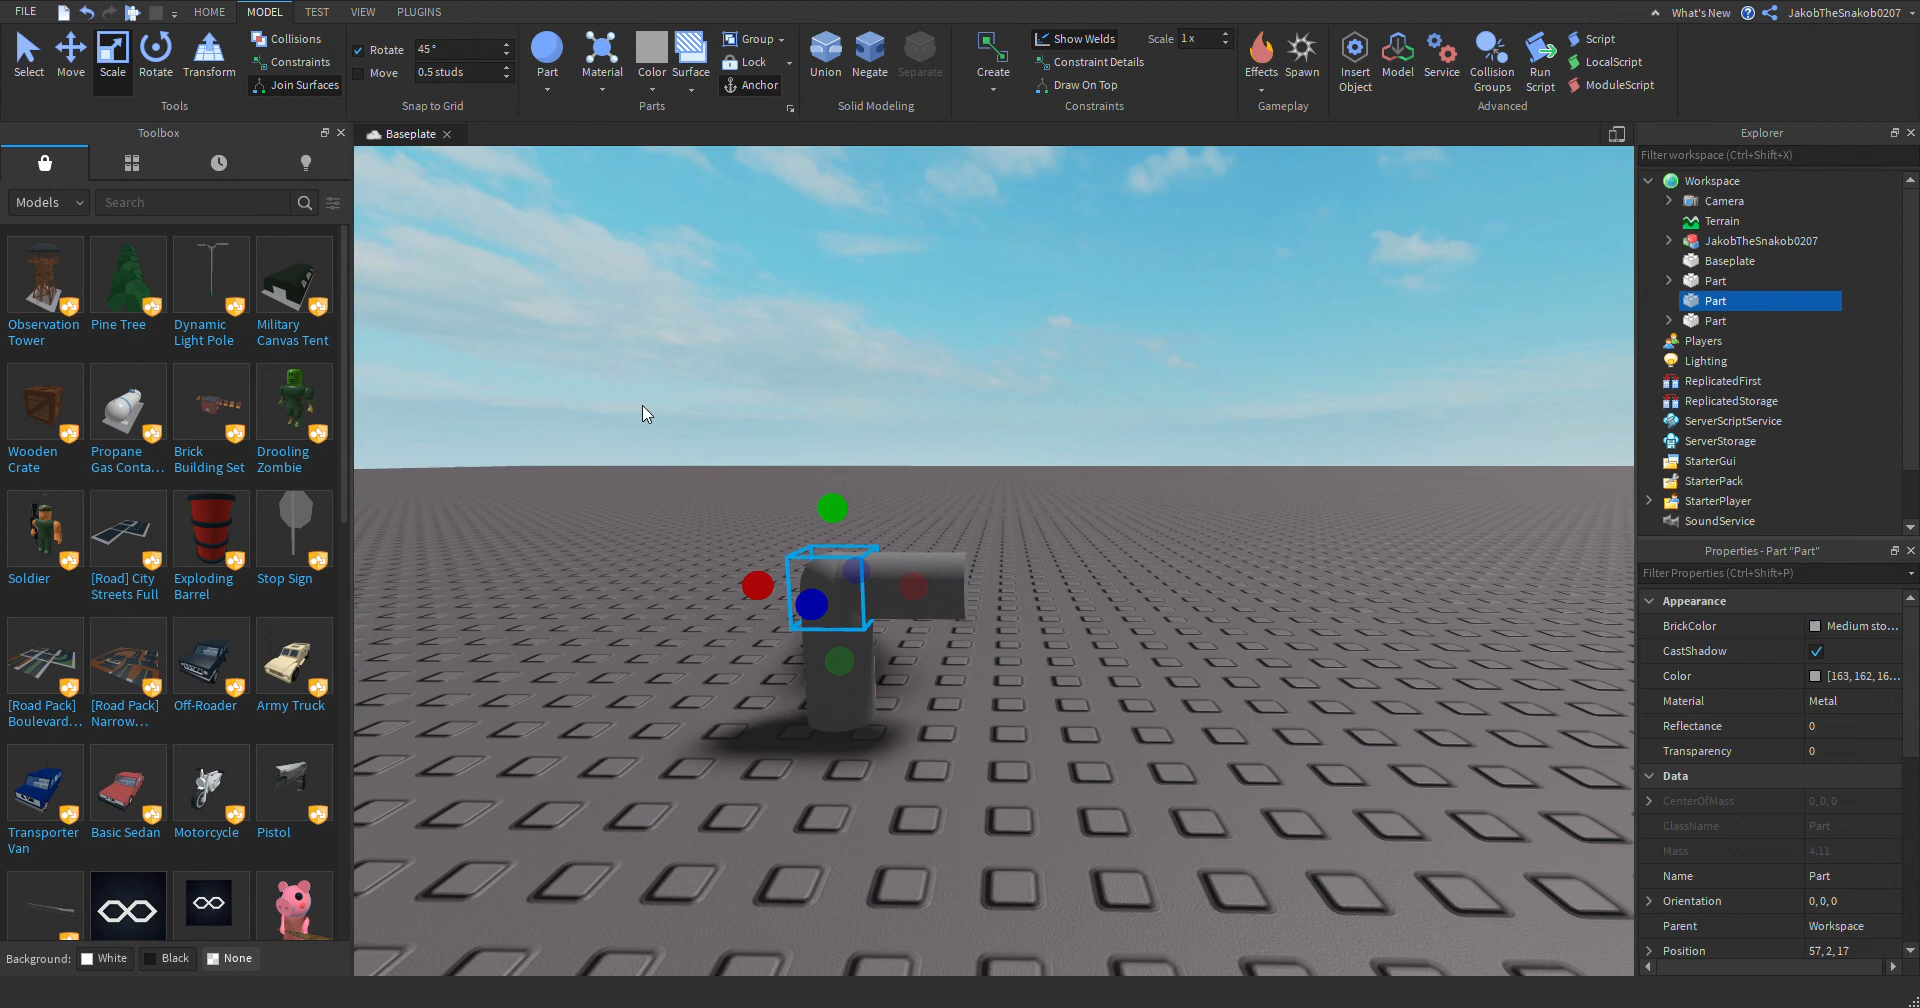 FILE HOME MODEL TEST VIEW PLUGINS What's New JakobTheSnakob0207
Select Move Scale Rotate Transform
Collisions
Constraints
Join Surfaces
Tools
Rotate 45°
Move 0.5 studs
Snap to Grid
Part Material Color Surface
Group
Lock
Anchor
Parts
Union Negate Separate
Solid Modeling
Create
Show Welds Scale 1x
Constraint Details
Draw On Top
Constraints
Effects Spawn
Gameplay
Insert Object
Model
Service
Collision Groups
Run Script
Script
LocalScript
ModuleScript
Advanced
Toolbox
Models Search
Observation Tower
Pine Tree
Dynamic Light Pole
Military Canvas Tent
Wooden Crate
Propane Gas Conta...
Brick Building Set
Drooling Zombie
Soldier
[Road] City Streets Full
Exploding Barrel
Stop Sign
[Road Pack] Boulevard...
[Road Pack] Narrow...
Off-Roader
Army Truck
Transporter Van
Basic Sedan
Motorcycle
Pistol
Background: White Black None
Baseplate
Explorer
Filter workspace (Ctrl+Shift+X)
Workspace
Camera
Terrain
JakobTheSnakob0207
Baseplate
Part
Part
Part
Players
Lighting
ReplicatedFirst
ReplicatedStorage
ServerScriptService
ServerStorage
StarterGui
StarterPack
StarterPlayer
SoundService
Properties - Part "Part"
Filter Properties (Ctrl+Shift+P)
Appearance
BrickColor Medium sto...
CastShadow
Color [163, 162, 16...
Material Metal
Reflectance 0
Transparency 0
Data
CenterOfMass 0, 0, 0
ClassName Part
Mass 4.11
Name Part
Orientation 0, 0, 0
Parent Workspace
Position 57, 2, 17